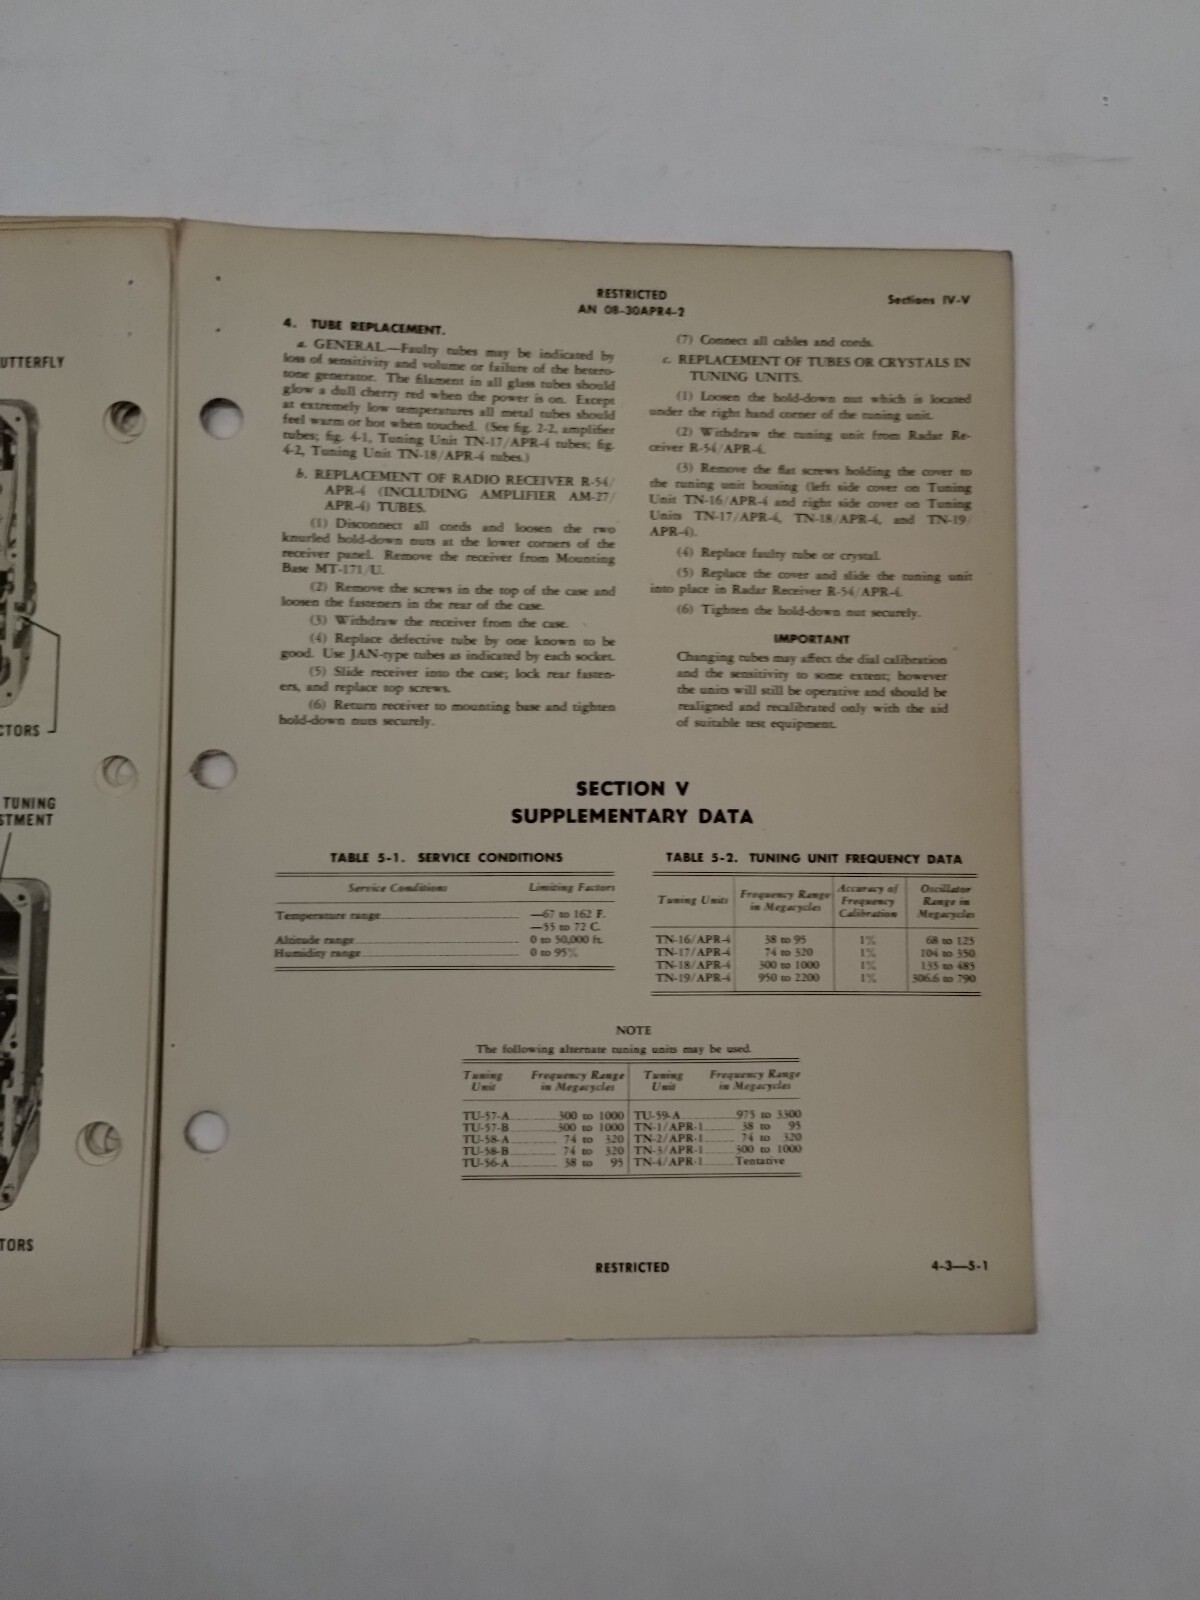 UTTERFLY
CTORS
TUNING
STMENT
TORS
RESTRICTED
AN 08-30APR4-2
Sections IV-V
4. TUBE REPLACEMENT.
a. GENERAL.—Faulty tubes may be indicated by
loss of sensitivity and volume or failure of the hetero-
tone generator. The filament in all glass tubes should
glow a dull cherry red when the power is on. Except
at extremely low temperatures all metal tubes should
feel warm or hot when touched. (See fig. 2-2, amplifier
tubes; fig. 4-1, Tuning Unit TN-17/APR-4 tubes; fig.
4-2, Tuning Unit TN-18/APR-4 tubes.)
b. REPLACEMENT OF RADIO RECEIVER R-54/
APR-4 (INCLUDING AMPLIFIER AM-27/
APR-4) TUBES.
(1) Disconnect all cords and loosen the two
knurled hold-down nuts at the lower corners of the
receiver panel. Remove the receiver from Mounting
Base MT-171/U.
(2) Remove the screws in the top of the case and
loosen the fasteners in the rear of the case.
(3) Withdraw the receiver from the case.
(4) Replace defective tube by one known to be
good. Use JAN-type tubes as indicated by each socket.
(5) Slide receiver into the case; lock rear fasten-
ers, and replace top screws.
(6) Return receiver to mounting base and tighten
hold-down nuts securely.
(7) Connect all cables and cords.
c. REPLACEMENT OF TUBES OR CRYSTALS IN
TUNING UNITS.
(1) Loosen the hold-down nut which is located
under the right hand corner of the tuning unit.
(2) Withdraw the tuning unit from Radar Re-
ceiver R-54/APR-4.
(3) Remove the flat screws holding the cover to
the tuning unit housing (left side cover on Tuning
Unit TN-16/APR-4 and right side cover on Tuning
Units TN-17/APR-4, TN-18/APR-4, and TN-19/
APR-4).
(4) Replace faulty tube or crystal.
(5) Replace the cover and slide the tuning unit
into place in Radar Receiver R-54/APR-4.
(6) Tighten the hold-down nut securely.
IMPORTANT
Changing tubes may affect the dial calibration
and the sensitivity to some extent; however
the units will still be operative and should be
realigned and recalibrated only with the aid
of suitable test equipment.
SECTION V
SUPPLEMENTARY DATA
TABLE 5-1. SERVICE CONDITIONS
Service Conditions Limiting Factors
Temperature range —67 to 162 F.
—55 to 72 C.
Altitude range 0 to 50,000 ft.
Humidity range 0 to 95%
TABLE 5-2. TUNING UNIT FREQUENCY DATA
Tuning Units Frequency Range in Megacycles Accuracy of Frequency Calibration Oscillator Range in Megacycles
TN-16/APR-4 38 to 95 1% 68 to 125
TN-17/APR-4 74 to 320 1% 104 to 350
TN-18/APR-4 300 to 1000 1% 135 to 485
TN-19/APR-4 950 to 2200 1% 306.6 to 790
NOTE
The following alternate tuning units may be used.
Tuning Unit Frequency Range in Megacycles Tuning Unit Frequency Range in Megacycles
TU-57-A 300 to 1000 TU-59-A 975 to 3300
TU-57-B 300 to 1000 TN-1/APR-1 38 to 95
TU-58-A 74 to 320 TN-2/APR-1 74 to 320
TU-58-B 74 to 320 TN-3/APR-1 300 to 1000
TU-56-A 38 to 95 TN-4/APR-1 Tentative
RESTRICTED
4-3—5-1